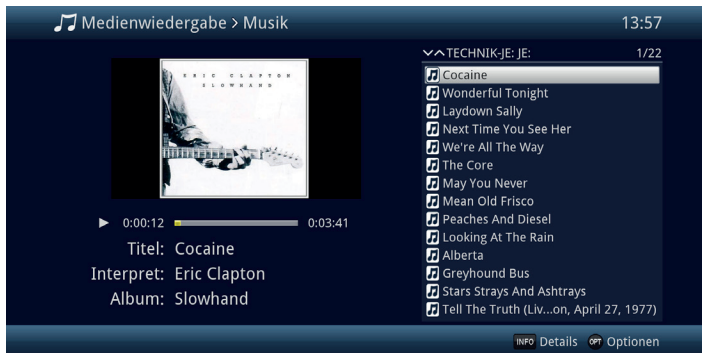 Medienwiedergabe > Musik
13:57
ERIC CLAPTON
SLOWHAND
0:00:12
0:03:41
Titel: Cocaine
Interpret: Eric Clapton
Album: Slowhand
TECHNIK-JE: JE:
1/22
Cocaine
Wonderful Tonight
Laydown Sally
Next Time You See Her
We're All The Way
The Core
May You Never
Mean Old Frisco
Peaches And Diesel
Looking At The Rain
Alberta
Greyhound Bus
Stars Strays And Ashtrays
Tell The Truth (Liv...on, April 27, 1977)
INFO Details
OPT Optionen